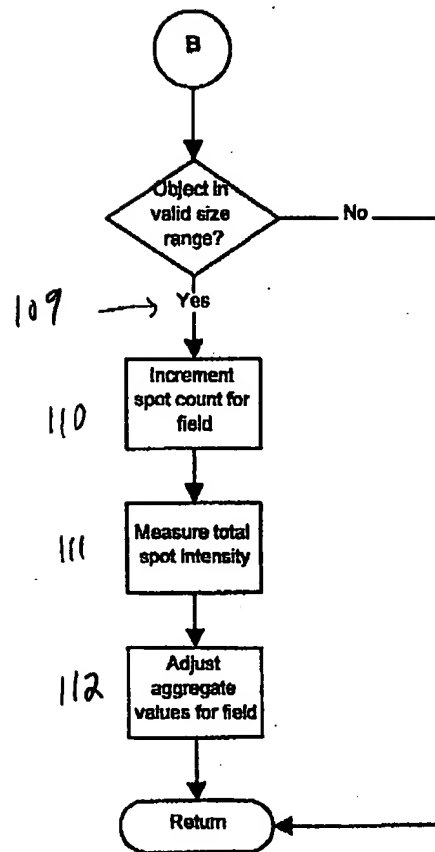 B
Object in
valid size
range?
No
109
Yes
Increment
spot count for
field
110
Measure total
spot intensity
111
Adjust
aggregate
values for field
112
Return